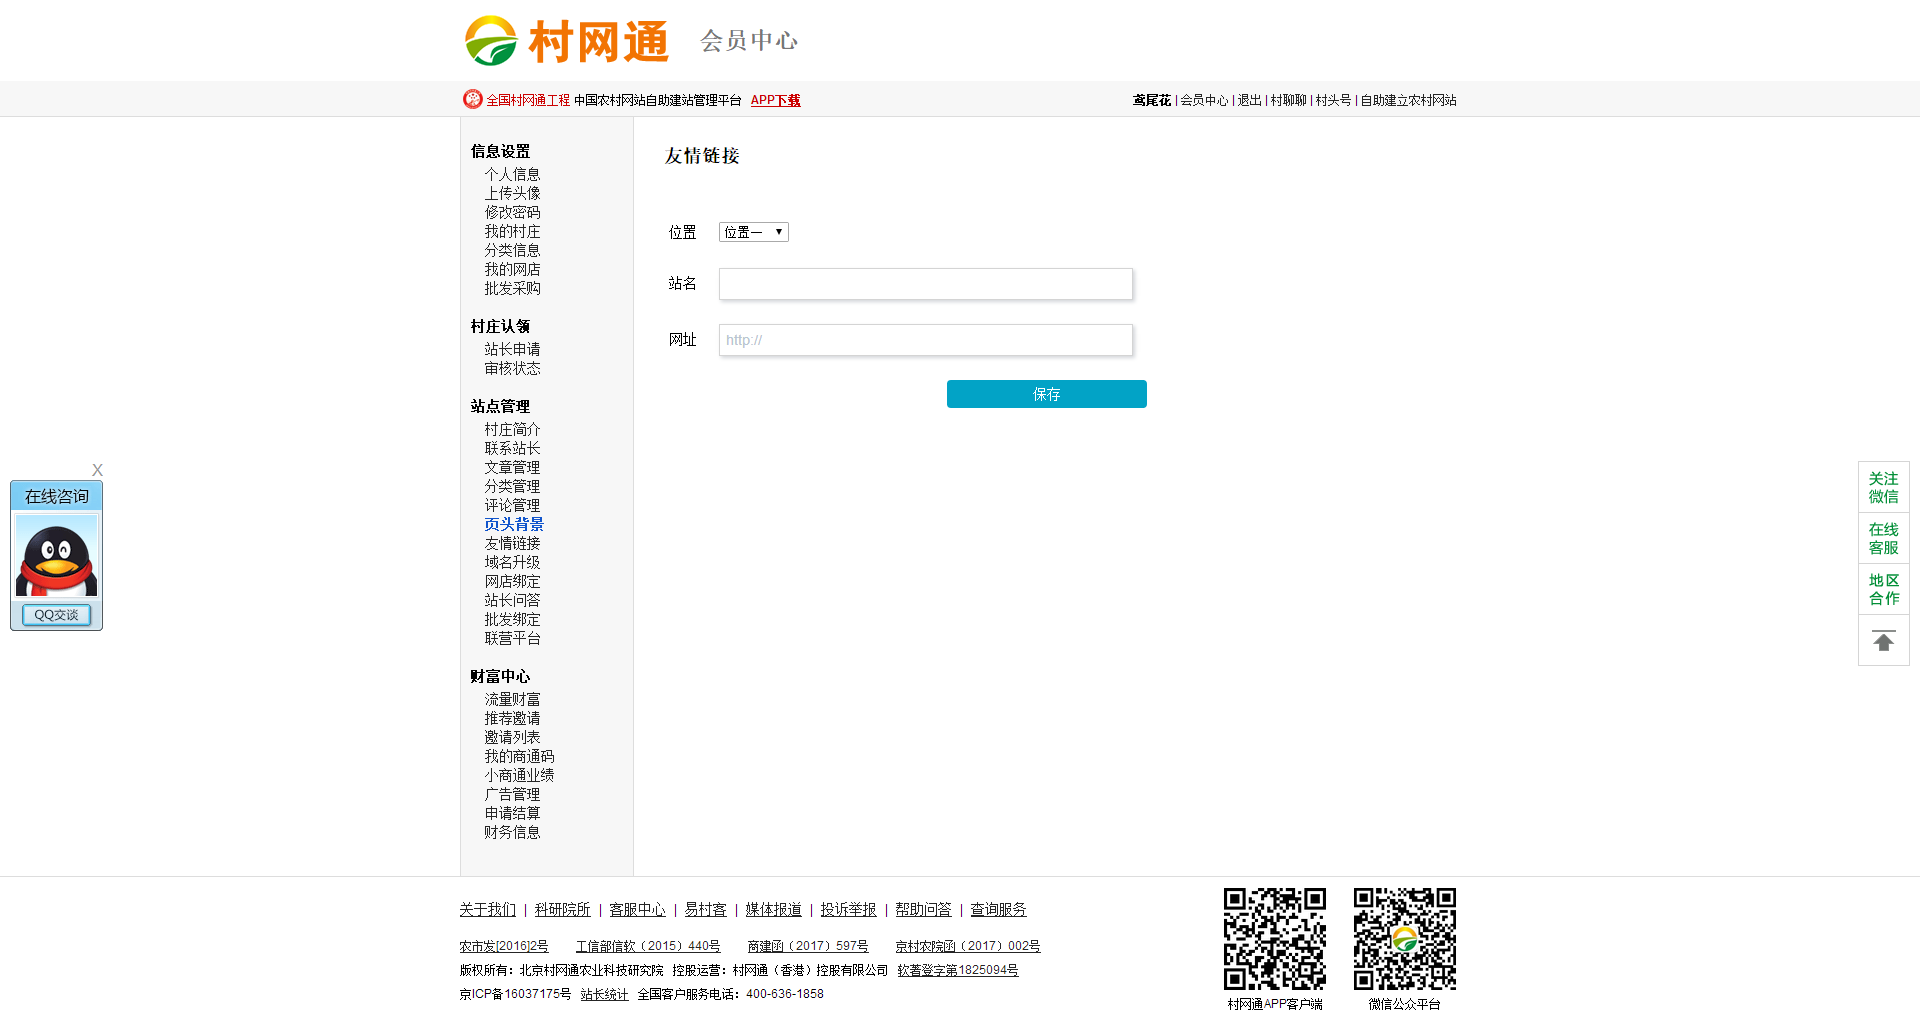 村网通 会员中心
全国村网通工程 中国农村网站自助建站管理平台 APP下载
鸢尾花 | 会员中心 | 退出 | 村聊聊 | 村头号 | 自助建立农村网站
信息设置
个人信息
上传头像
修改密码
我的村庄
分类信息
我的网店
批发采购
村庄认领
站长申请
审核状态
站点管理
村庄简介
联系站长
文章管理
分类管理
评论管理
页头背景
友情链接
域名升级
网店绑定
站长问答
批发绑定
联营平台
财富中心
流量财富
推荐邀请
邀请列表
我的商通码
小商通业绩
广告管理
申请结算
财务信息
友情链接
位置 位置一
站名
网址 http://
保存
X
在线咨询
QQ交谈
关注
微信
在线
客服
地区
合作
关于我们 | 科研院所 | 客服中心 | 易村客 | 媒体报道 | 投诉举报 | 帮助问答 | 查询服务
农市发[2016]2号 工信部信软（2015）440号 商建函（2017）597号 京村农院函（2017）002号
版权所有：北京村网通农业科技研究院 控股运营：村网通（香港）控股有限公司 软著登字第1825094号
京ICP备16037175号 站长统计 全国客户服务电话：400-636-1858
村网通APP客户端
微信公众平台